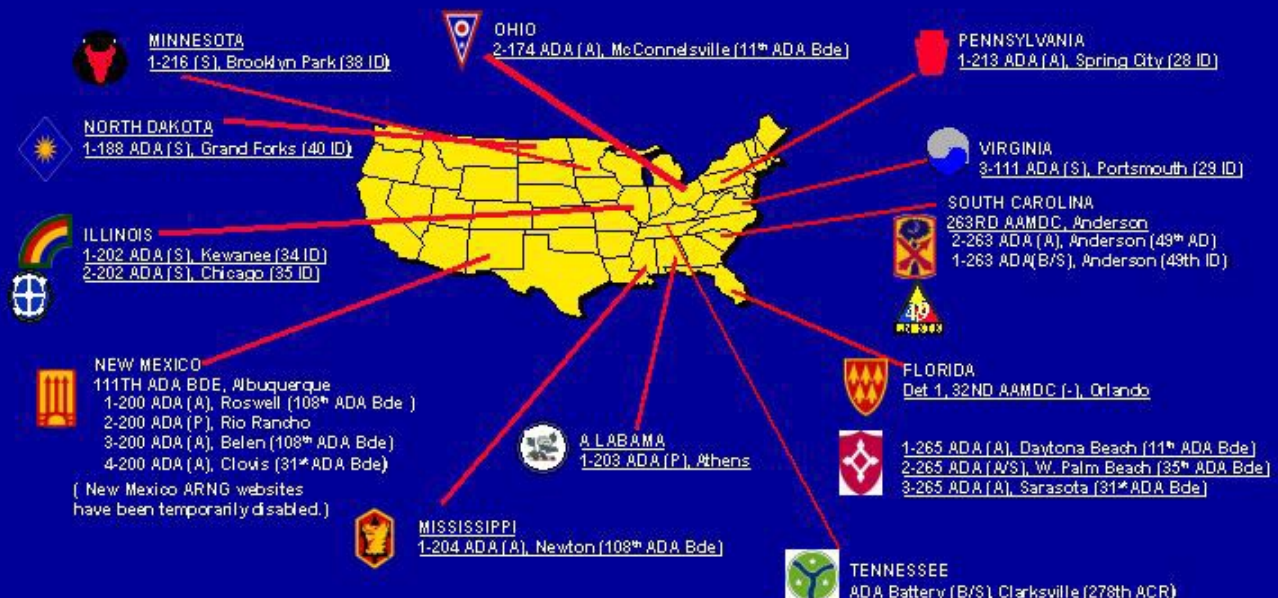 MINNESOTA
1-216 (S), Brooklyn Park (38 ID)
OHIO
2-174 ADA (A), McConnelsville (11th ADA Bde)
PENNSYLVANIA
1-213 ADA (A), Spring City (28 ID)
NORTH DAKOTA
1-188 ADA (S), Grand Forks (40 ID)
VIRGINIA
3-111 ADA (S), Portsmouth (29 ID)
ILLINOIS
1-202 ADA (S), Kewanee (34 ID)
2-202 ADA (S), Chicago (35 ID)
SOUTH CAROLINA
263RD AAMDC, Anderson
2-263 ADA (A), Anderson (49th AD)
1-263 ADA(B/S), Anderson (49th ID)
49
NEW MEXICO
111TH ADA BDE, Albuquerque
1-200 ADA (A), Roswell (108th ADA Bde )
2-200 ADA (P), Rio Rancho
3-200 ADA (A), Belen (108th ADA Bde)
4-200 ADA (A), Clovis (31st ADA Bde)
( New Mexico ARNG websites
have been temporarily disabled.)
FLORIDA
Det 1, 32ND AAMDC (-), Orlando
1-265 ADA (A), Daytona Beach (11th ADA Bde)
2-265 ADA (A/S), W. Palm Beach (35th ADA Bde)
3-265 ADA (A), Sarasota (31st ADA Bde)
ALABAMA
1-203 ADA (P), Athens
MISSISSIPPI
1-204 ADA (A), Newton (108th ADA Bde)
TENNESSEE
ADA Battery (B/S) Clarksville (278th ACR)